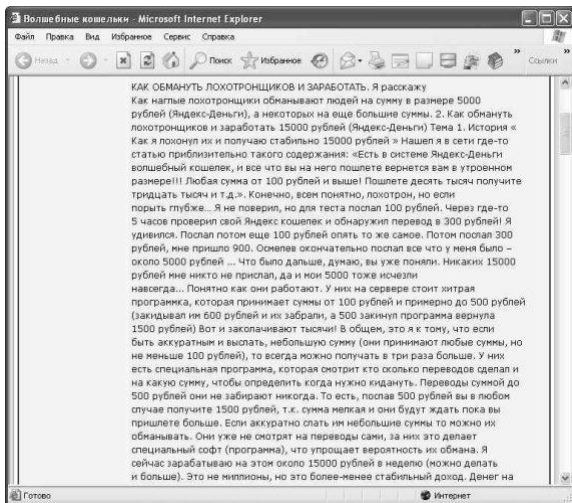 Волшебные кошельки - Microsoft Internet Explorer
Файл Правка Вид Избранное Сервис Справка
Назад Поиск Избранное Ссылки
КАК ОБМАНУТЬ ЛОХОТРОНЩИКОВ И ЗАРАБОТАТЬ. Я расскажу
Как наглые лохотронщики обманывают людей на сумму в размере 5000
рублей (Яндекс-Деньги), а некоторых на еще большие суммы. 2. Как обмануть
лохотронщиков и заработать 15000 рублей (Яндекс-Деньги) Тема 1. История «
Как я лохонул их и получаю стабильно 15000 рублей » Нашел я в сети где-то
статью приблизительно такого содержания: «Есть в системе Яндекс-Деньги
волшебный кошелек, и все что вы на него пошлете вернется вам в утроенном
размере!!! Любая сумма от 100 рублей и выше! Пошлете десять тысяч получите
тридцать тысяч и т.д.». Конечно, всем понятно, лохотрон, но если
порыть глубже... Я не поверил, но для теста послал 100 рублей. Через где-то
5 часов проверил свой Яндекс кошелек и обнаружил перевод в 300 рублей! Я
удивился. Послал потом еще 100 рублей опять то же самое. Потом послал 300
рублей, мне пришло 900. Осмелев окончательно послал все что у меня было –
около 5000 рублей ... Что было дальше, думаю, вы уже поняли. Никаких 15000
рублей мне никто не прислал, да и мои 5000 тоже исчезли
навсегда... Понятно как они работают. У них на сервере стоит хитрая
программка, которая принимает суммы от 100 рублей и примерно до 500 рублей
(закидывал им 600 рублей и их забрали, а 500 закинул программа вернула
1500 рублей) Вот и заколачивают тысячи! В общем, это я к тому, что если
быть аккуратным и выслать, небольшую сумму (они принимают любые суммы, но
не меньше 100 рублей), то всегда можно получать в три раза больше. У них
есть специальная программа, которая смотрит кто сколько переводов сделал и
на какую сумму, чтобы определить когда нужно кидануть. Переводы суммой до
500 рублей они не забирают никогда. То есть, послав 500 рублей вы в любом
случае получите 1500 рублей, т.к. сумма мелкая и они будут ждать пока вы
пришлете больше. Если аккуратно слать им небольшие суммы то можно их
обманывать. Они уже не смотрят на переводы сами, за них это делает
специальный софт (программа), что упрощает вероятность их обмана. Я
сейчас зарабатываю на этом около 15000 рублей в неделю (можно делать
и больше). Это не миллионы, но это более-менее стабильный доход. Денег на
Готово Интернет